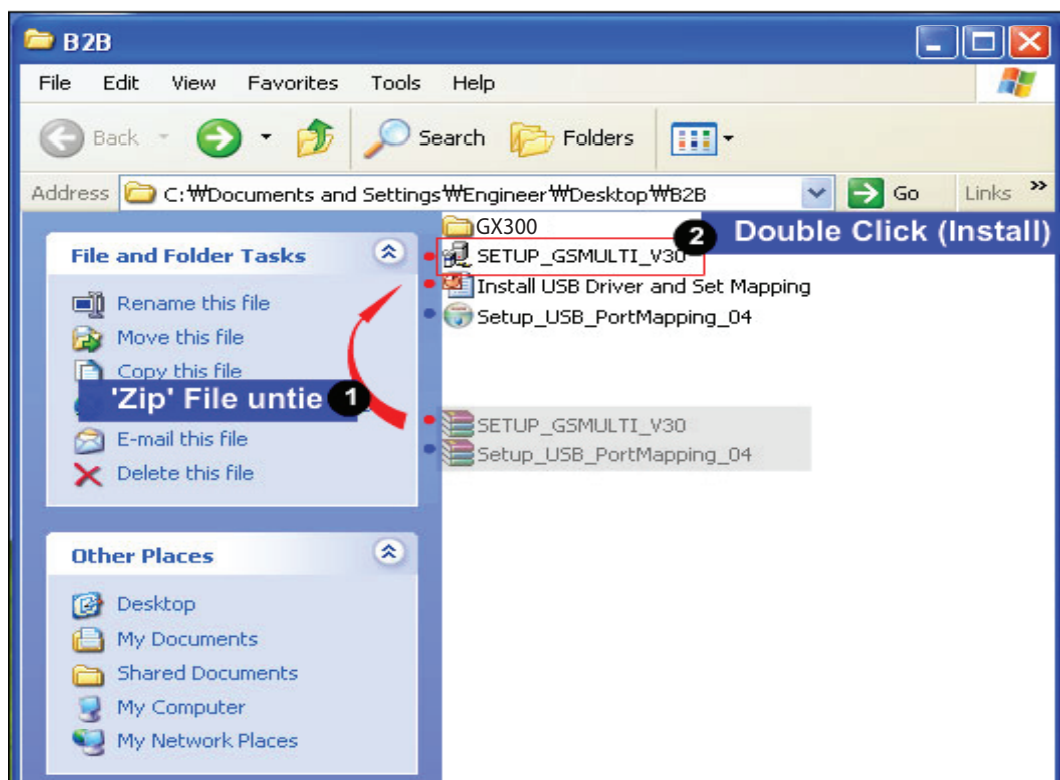 B2B
File Edit View Favorites Tools Help
Back Search Folders
Address C:₩Documents and Settings₩Engineer₩Desktop₩B2B Go Links »
GX300
2 Double Click (Install)
File and Folder Tasks
SETUP_GSMULTI_V30
Install USB Driver and Set Mapping
Setup_USB_PortMapping_04
Rename this file
Move this file
Copy this file
'Zip' File untie 1
E-mail this file
Delete this file
SETUP_GSMULTI_V30
Setup_USB_PortMapping_04
Other Places
Desktop
My Documents
Shared Documents
My Computer
My Network Places